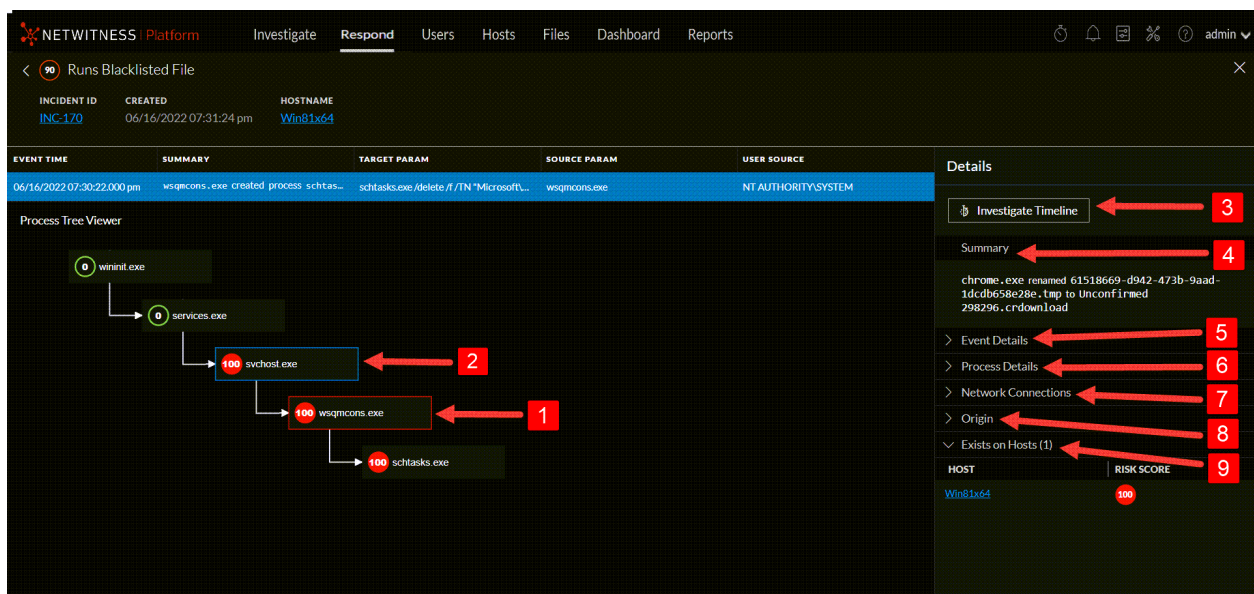 NETWITNESS Platform Investigate Respond Users Hosts Files Dashboard Reports admin
90 Runs Blacklisted File
INCIDENT ID CREATED HOSTNAME
INC-170 06/16/2022 07:31:24 pm Win81x64
EVENT TIME SUMMARY TARGET PARAM SOURCE PARAM USER SOURCE
06/16/2022 07:30:22.000 pm wsqmcons.exe created process schtas... schtasks.exe /delete /f /TN "Microsoft\... wsqmcons.exe NT AUTHORITY\SYSTEM
Process Tree Viewer
0 wininit.exe
0 services.exe
100 svchost.exe 2
100 wsqmcons.exe 1
100 schtasks.exe
Details
Investigate Timeline 3
Summary 4
chrome.exe renamed 61518669-d942-473b-9aad-
1dcdb658e28e.tmp to Unconfirmed
298296.crdownload
Event Details 5
Process Details 6
Network Connections 7
Origin 8
Exists on Hosts (1) 9
HOST RISK SCORE
Win81x64 100